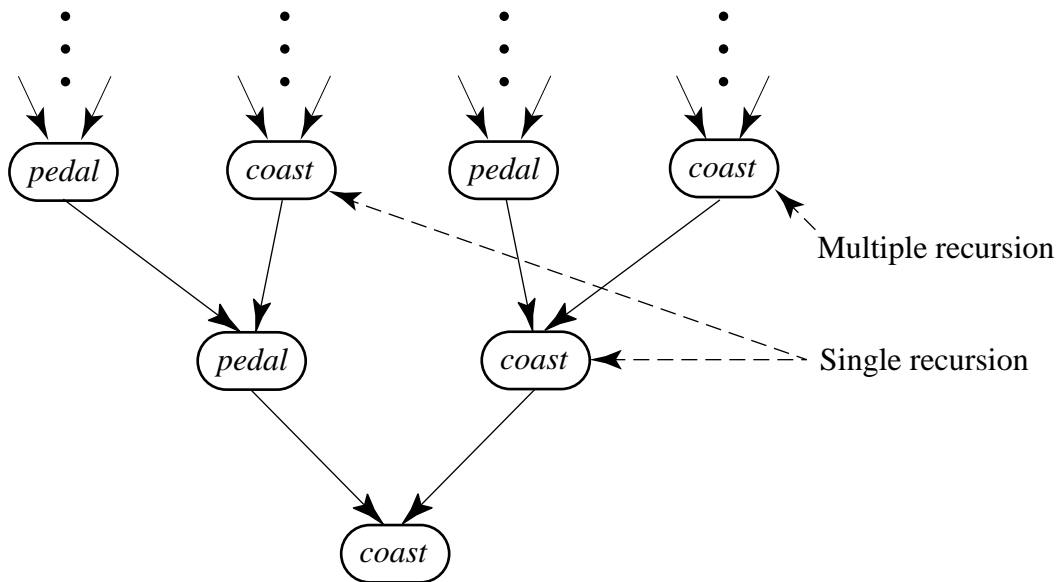 pedal
coast
pedal
coast
Multiple recursion
pedal
coast
Single recursion
coast